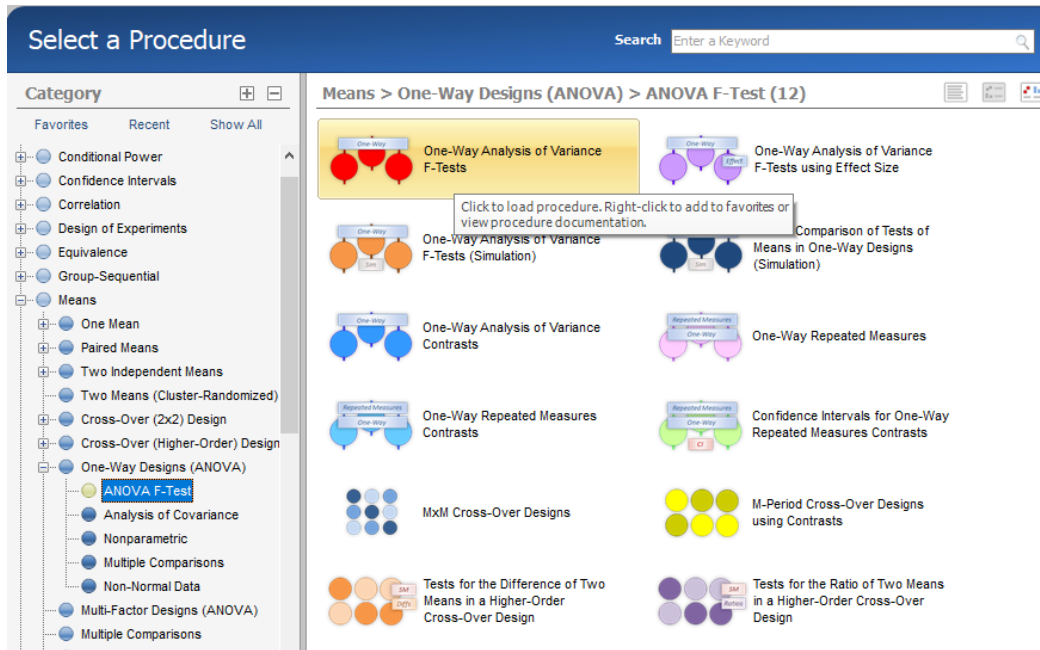 Select a Procedure
Search
Enter a Keyword
Category
Favorites Recent Show All
Conditional Power
Confidence Intervals
Correlation
Design of Experiments
Equivalence
Group-Sequential
Means
One Mean
Paired Means
Two Independent Means
Two Means (Cluster-Randomized)
Cross-Over (2x2) Design
Cross-Over (Higher-Order) Design
One-Way Designs (ANOVA)
ANOVA F-Test
Analysis of Covariance
Nonparametric
Multiple Comparisons
Non-Normal Data
Multi-Factor Designs (ANOVA)
Multiple Comparisons
Means > One-Way Designs (ANOVA) > ANOVA F-Test (12)
One-Way
One-Way Analysis of Variance
F-Tests
One-Way
Effect
One-Way Analysis of Variance
F-Tests using Effect Size
Click to load procedure. Right-click to add to favorites or
view procedure documentation.
One-Way
Sim
One-Way Analysis of Variance
F-Tests (Simulation)
Sim
Comparison of Tests of
Means in One-Way Designs
(Simulation)
One-Way
One-Way Analysis of Variance
Contrasts
Repeated Measures
One-Way
One-Way Repeated Measures
Repeated Measures
One-Way
One-Way Repeated Measures
Contrasts
Repeated Measures
One-Way
CI
Confidence Intervals for One-Way
Repeated Measures Contrasts
MxM Cross-Over Designs
M-Period Cross-Over Designs
using Contrasts
SM
Diffs
Tests for the Difference of Two
Means in a Higher-Order
Cross-Over Design
SM
Ratios
Tests for the Ratio of Two Means
in a Higher-Order Cross-Over
Design